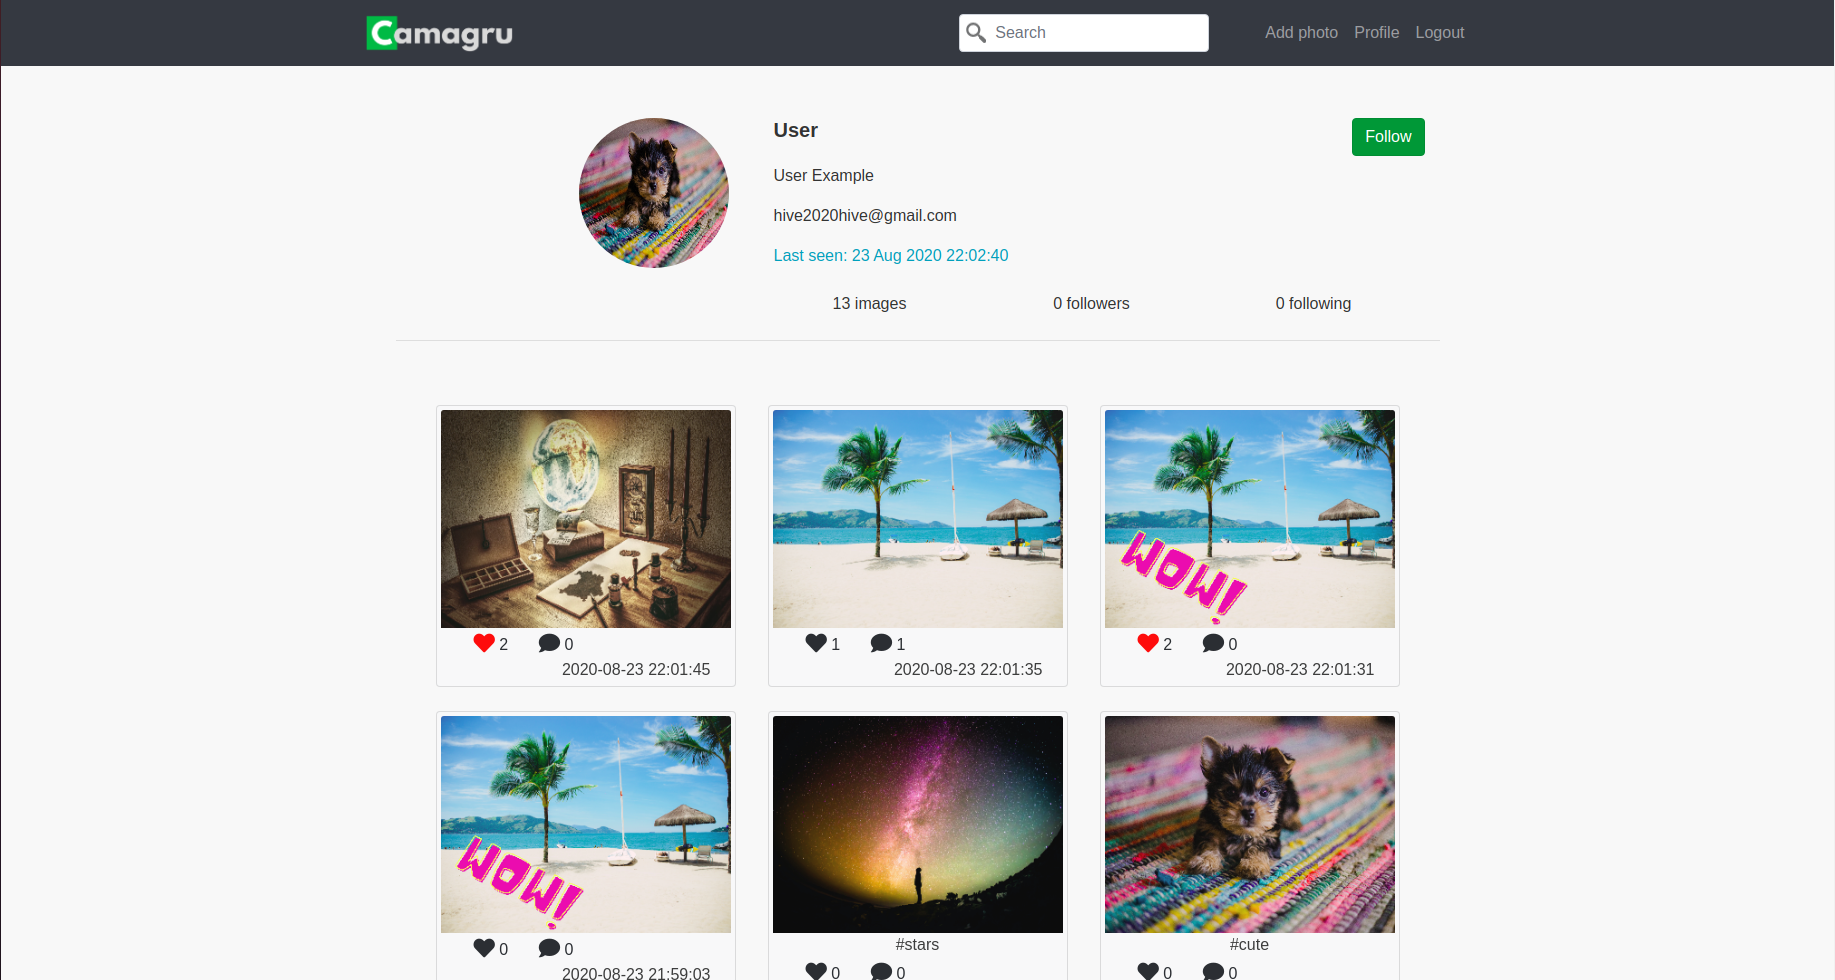 Camagru
Search
Add photo Profile Logout
User
Follow
User Example
hive2020hive@gmail.com
Last seen: 23 Aug 2020 22:02:40
13 images 0 followers 0 following
WOW!
2 0
2020-08-23 22:01:45
1 1
2020-08-23 22:01:35
2 0
2020-08-23 22:01:31
WOW!
0 0
2020-08-23 21:59:03
#stars
0 0
#cute
0 0